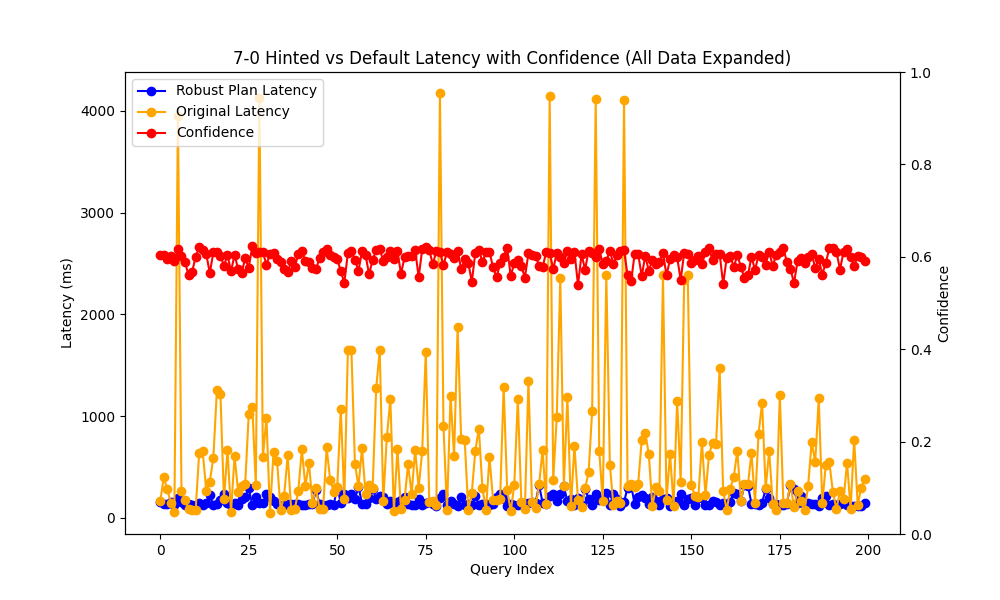 7-0 Hinted vs Default Latency with Confidence (All Data Expanded)
Robust Plan Latency
Original Latency
Confidence
Latency (ms)
4000
3000
2000
1000
0
1.0
0.8
0.6
0.4
0.2
0.0
Confidence
0 25 50 75 100 125 150 175 200
Query Index